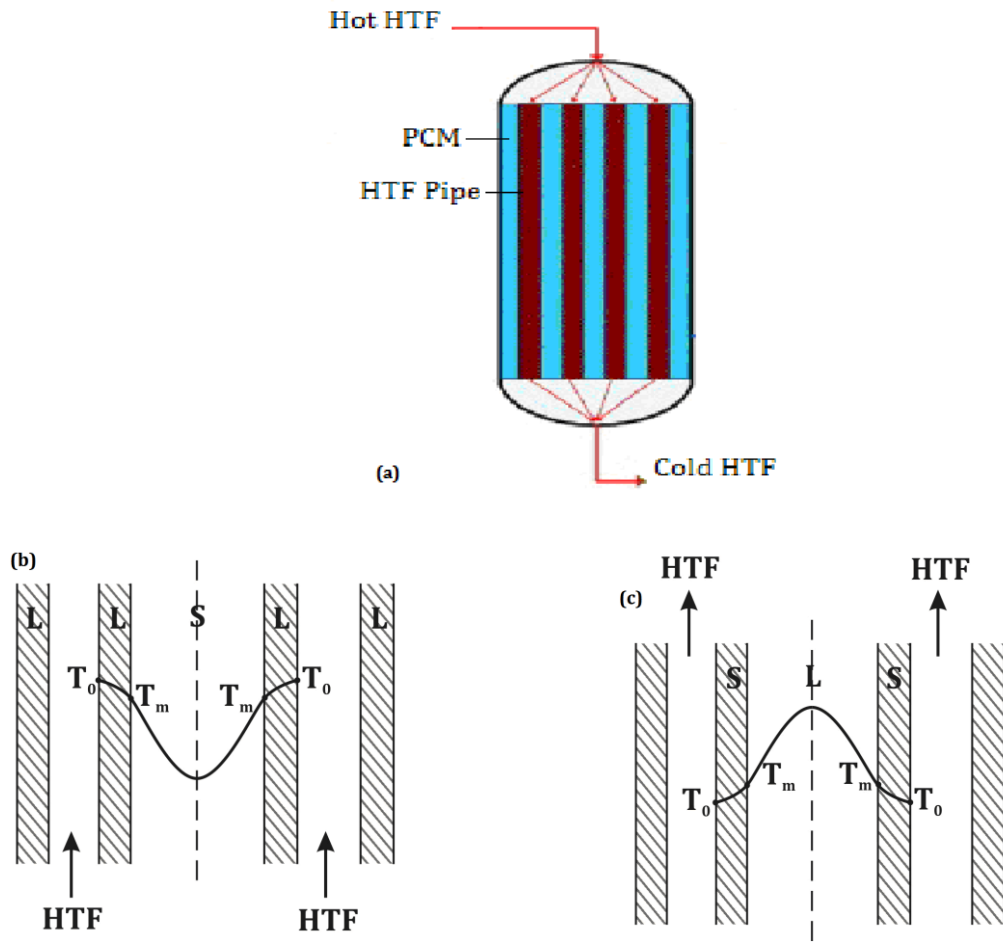 Hot HTF
PCM
HTF Pipe
Cold HTF
(a)
(b)
L L S L L
T₀ Tₘ Tₘ T₀
HTF HTF
(c)
HTF HTF
S L S
Tₘ Tₘ
T₀ T₀